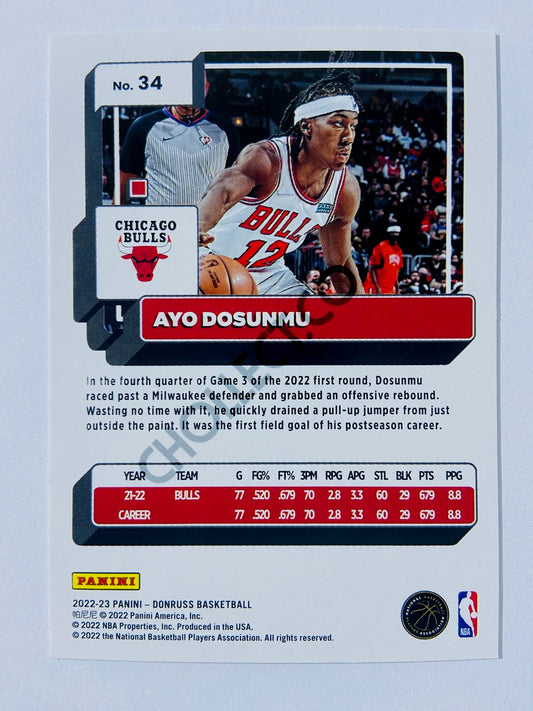 No. 34
CHICAGO
BULLS
BULLS
12
AYO DOSUNMU
In the fourth quarter of Game 3 of the 2022 first round, Dosunmu
raced past a Milwaukee defender and grabbed an offensive rebound.
Wasting no time with it, he quickly drained a pull-up jumper from just
outside the paint. It was the first field goal of his postseason career.
YEAR TEAM G FG% FT% 3PM RPG APG STL BLK PTS PPG
21-22 BULLS 77 .520 .679 70 2.8 3.3 60 29 679 8.8
CAREER 77 .520 .679 70 2.8 3.3 60 29 679 8.8
PANINI
2022-23 PANINI – DONRUSS BASKETBALL
帕尼尼 © 2022 Panini America, Inc.
© 2022 NBA Properties, Inc. Produced in the USA.
© 2022 the National Basketball Players Association. All rights reserved.
NATIONAL BASKETBALL
PLAYERS ASSOCIATION
NBA
CHOLLECT.CO